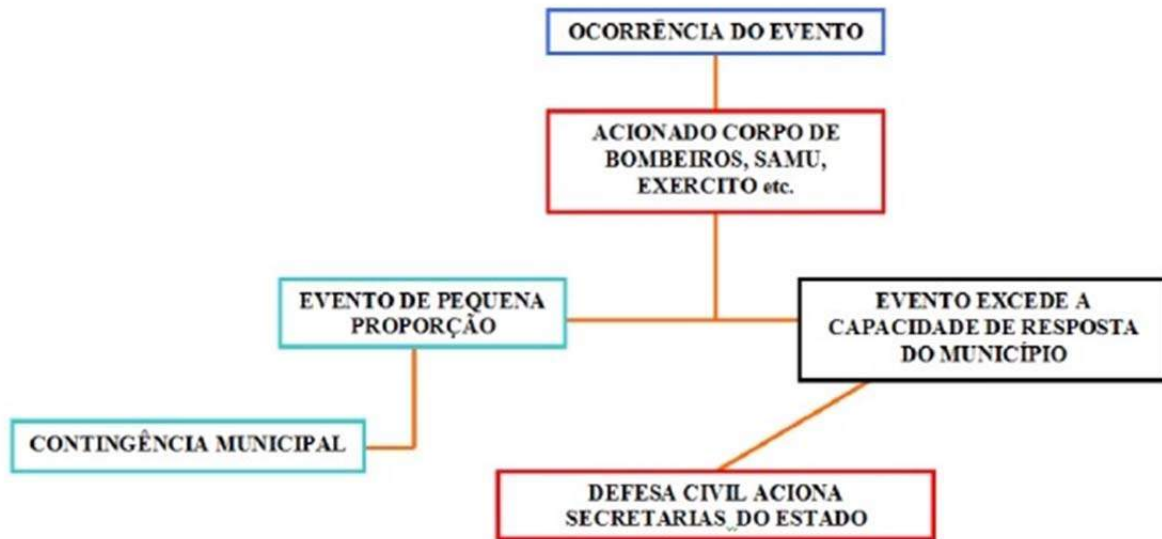 OCORRÊNCIA DO EVENTO
ACIONADO CORPO DE
BOMBEIROS, SAMU,
EXERCITO etc.
EVENTO DE PEQUENA
PROPORÇÃO
EVENTO EXCEDE A
CAPACIDADE DE RESPOSTA
DO MUNICÍPIO
CONTINGÊNCIA MUNICIPAL
DEFESA CIVIL ACIONA
SECRETARIAS DO ESTADO